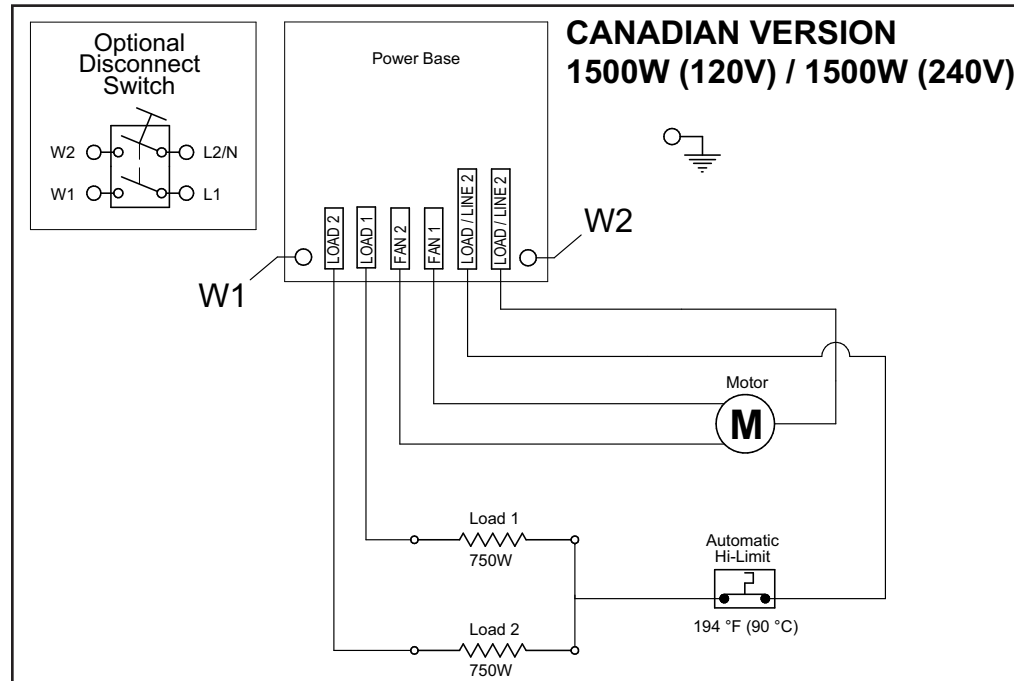 Optional
Disconnect
Switch
W2
L2/N
W1
L1
Power Base
CANADIAN VERSION
1500W (120V) / 1500W (240V)
LOAD 2
LOAD 1
FAN 2
FAN 1
LOAD / LINE 2
LOAD / LINE 2
W1
W2
Motor
M
Load 1
750W
Automatic
Hi-Limit
194 °F (90 °C)
Load 2
750W